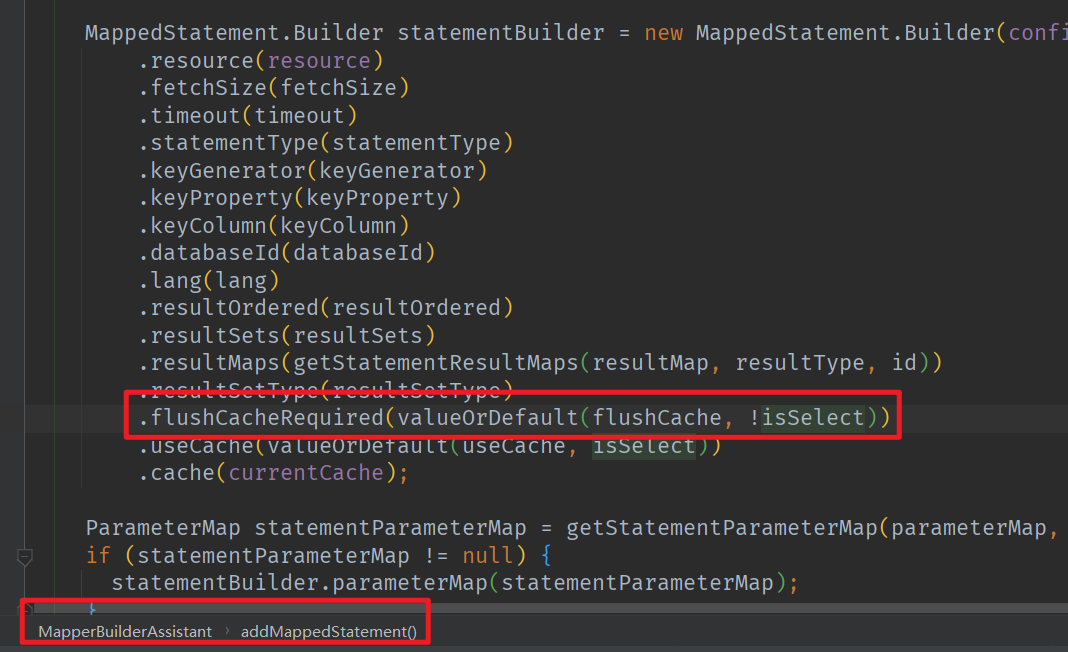 MappedStatement.Builder statementBuilder = new MappedStatement.Builder(confi
.resource(resource)
.fetchSize(fetchSize)
.timeout(timeout)
.statementType(statementType)
.keyGenerator(keyGenerator)
.keyProperty(keyProperty)
.keyColumn(keyColumn)
.databaseId(databaseId)
.lang(lang)
.resultOrdered(resultOrdered)
.resultSets(resultSets)
.resultMaps(getStatementResultMaps(resultMap, resultType, id))
.resultSetType(resultSetType)
.flushCacheRequired(valueOrDefault(flushCache, !isSelect))
.useCache(valueOrDefault(useCache, isSelect))
.cache(currentCache);
ParameterMap statementParameterMap = getStatementParameterMap(parameterMap,
if (statementParameterMap != null) {
statementBuilder.parameterMap(statementParameterMap);
}
MapperBuilderAssistant › addMappedStatement()